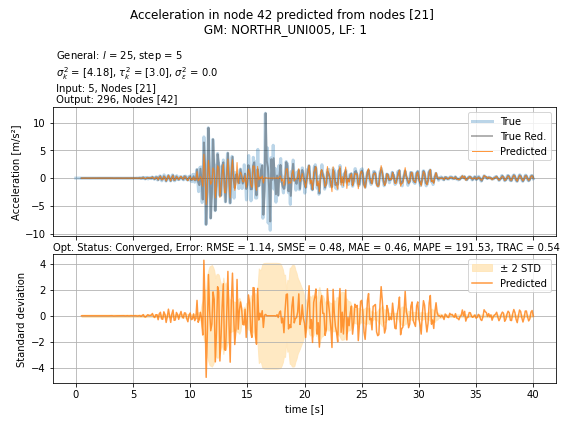 Acceleration in node 42 predicted from nodes [21]
GM: NORTHR_UNI005, LF: 1
General: l = 25, step = 5
σ²ₖ = [4.18], τ²ₖ = [3.0], σ²ε = 0.0
Input: 5, Nodes [21]
Output: 296, Nodes [42]
True
True Red.
Predicted
Acceleration [m/s²]
10
5
0
−5
−10
Opt. Status: Converged, Error: RMSE = 1.14, SMSE = 0.48, MAE = 0.46, MAPE = 191.53, TRAC = 0.54
± 2 STD
Predicted
Standard deviation
4
2
0
−2
−4
0 5 10 15 20 25 30 35 40
time [s]